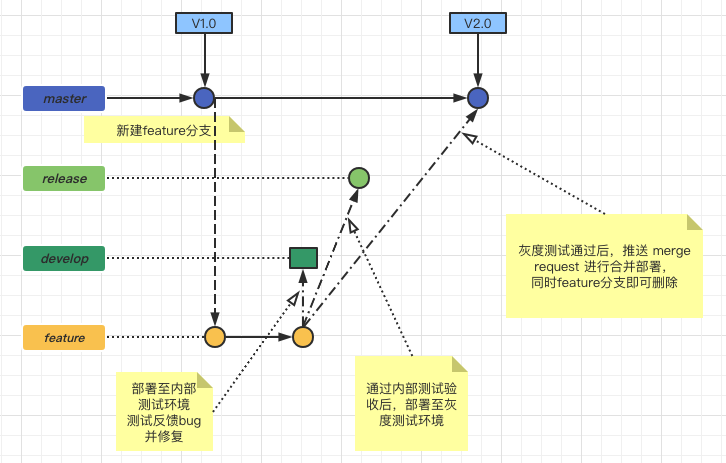 V1.0
V2.0
master
新建feature分支
release
灰度测试通过后，推送 merge
request 进行合并部署，
同时feature分支即可删除
develop
feature
部署至内部
测试环境
测试反馈bug
并修复
通过内部测试验
收后，部署至灰
度测试环境